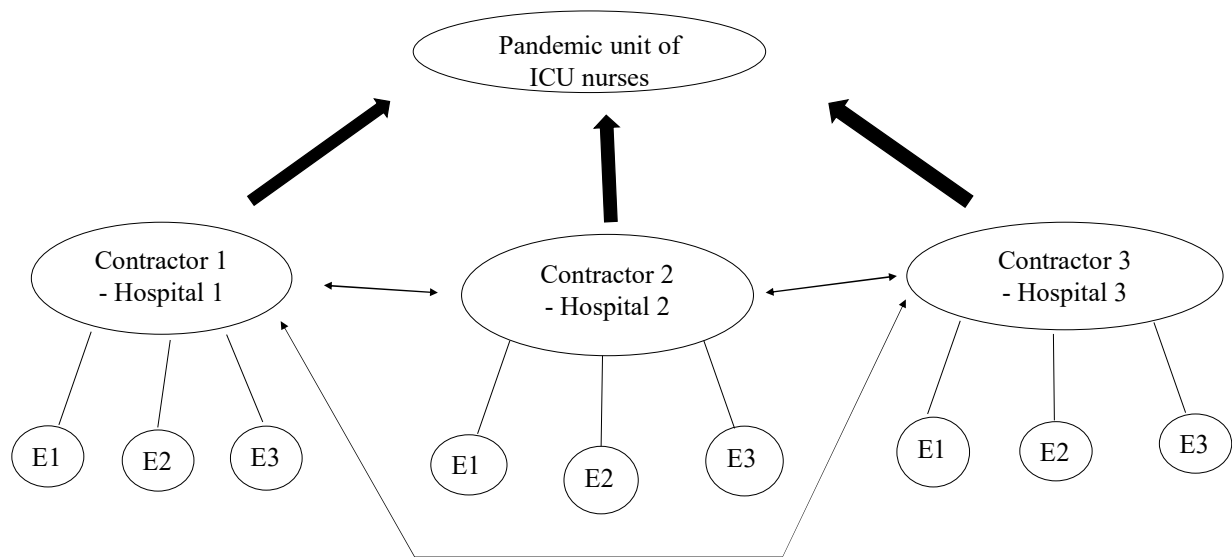 Pandemic unit of
ICU nurses
Contractor 1
- Hospital 1
Contractor 2
- Hospital 2
Contractor 3
- Hospital 3
E1
E2
E3
E1
E2
E3
E1
E2
E3